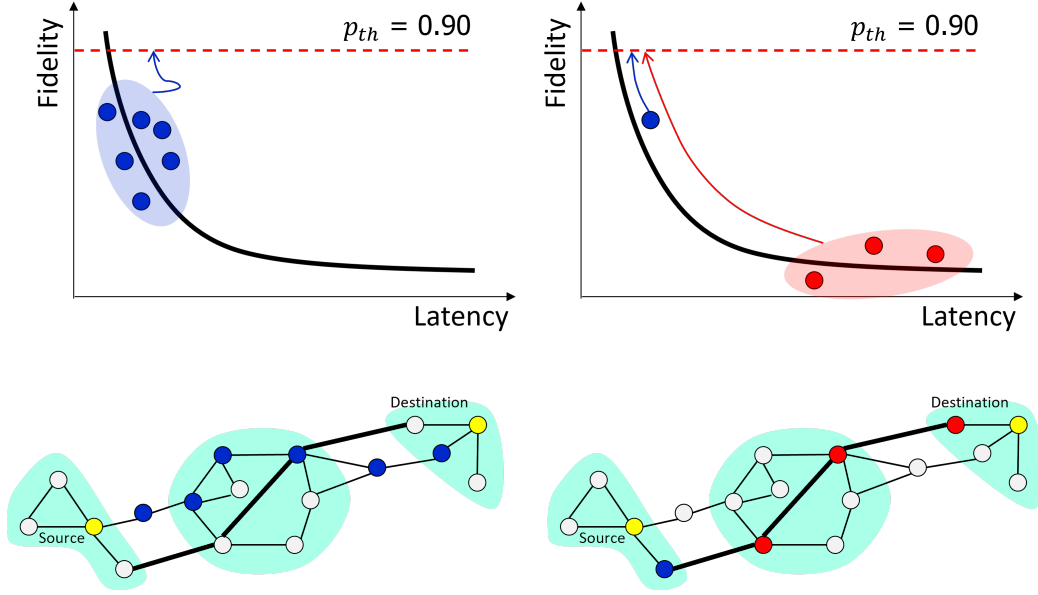 p_th = 0.90
Fidelity
Latency
p_th = 0.90
Fidelity
Latency
Destination
Source
Destination
Source